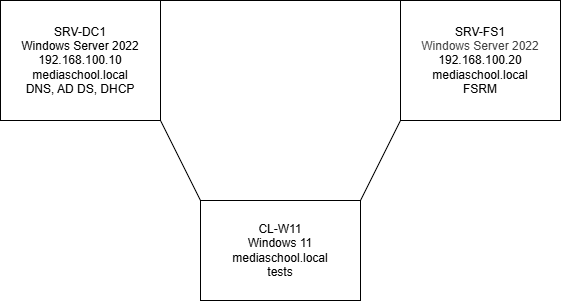 SRV-DC1
Windows Server 2022
192.168.100.10
mediaschool.local
DNS, AD DS, DHCP
SRV-FS1
Windows Server 2022
192.168.100.20
mediaschool.local
FSRM
CL-W11
Windows 11
mediaschool.local
tests